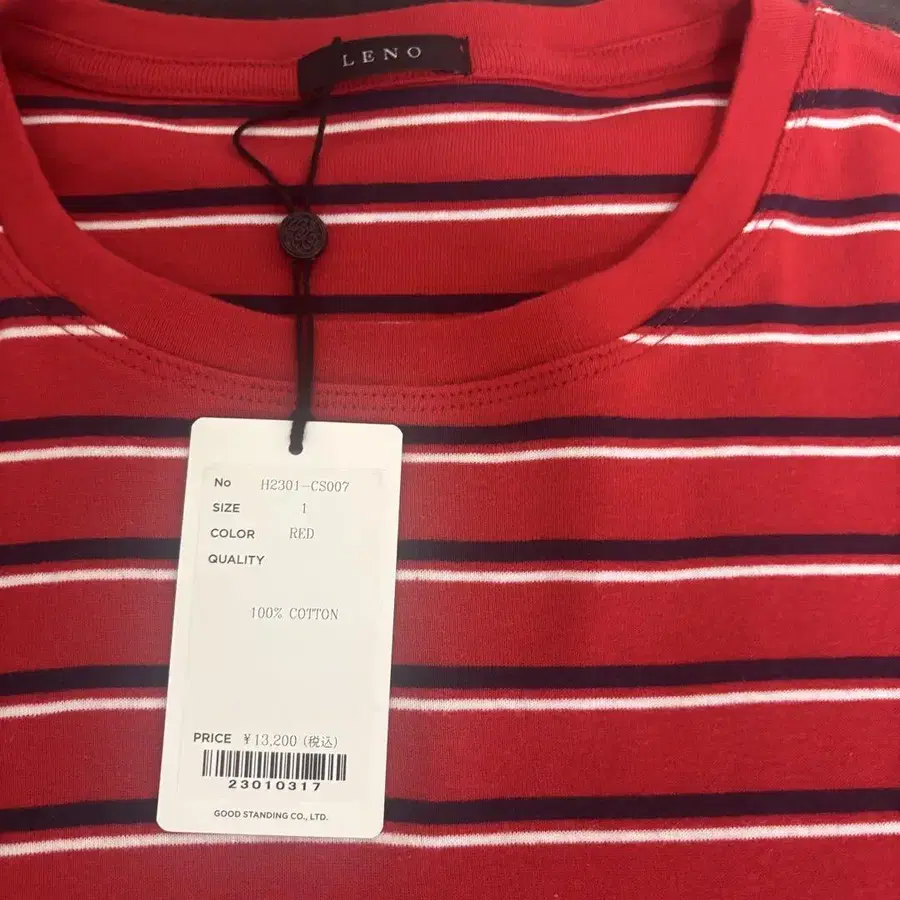 LENO
No H2301-CS007
SIZE 1
COLOR RED
QUALITY
100% COTTON
PRICE ¥13,200 (税込)
23010317
GOOD STANDING CO., LTD.